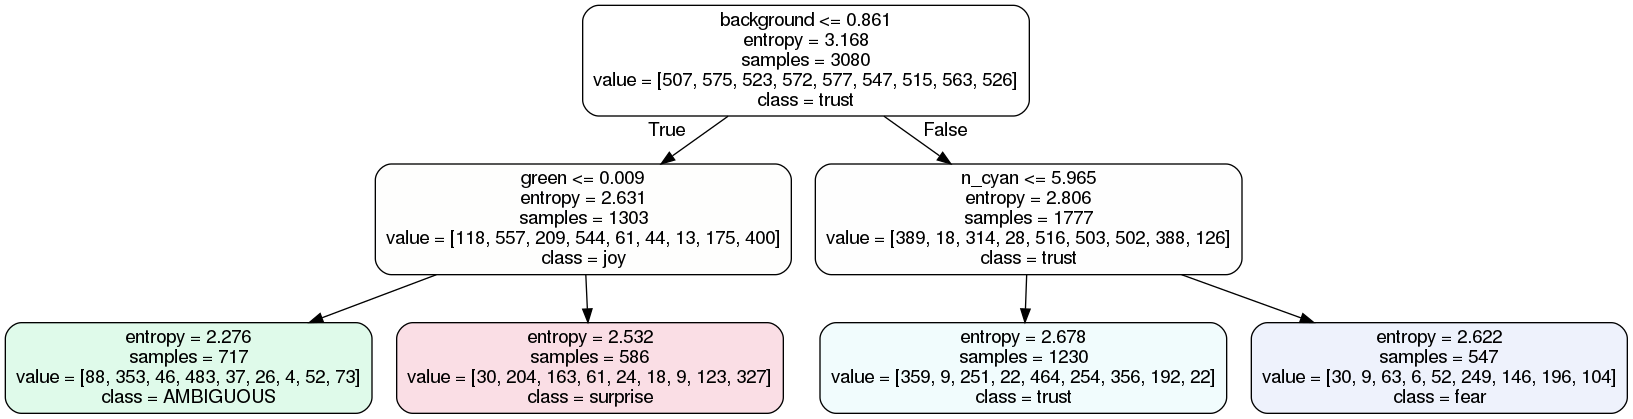 background <= 0.861
entropy = 3.168
samples = 3080
value = [507, 575, 523, 572, 577, 547, 515, 563, 526]
class = trust
True
False
green <= 0.009
entropy = 2.631
samples = 1303
value = [118, 557, 209, 544, 61, 44, 13, 175, 400]
class = joy
n_cyan <= 5.965
entropy = 2.806
samples = 1777
value = [389, 18, 314, 28, 516, 503, 502, 388, 126]
class = trust
entropy = 2.276
samples = 717
value = [88, 353, 46, 483, 37, 26, 4, 52, 73]
class = AMBIGUOUS
entropy = 2.532
samples = 586
value = [30, 204, 163, 61, 24, 18, 9, 123, 327]
class = surprise
entropy = 2.678
samples = 1230
value = [359, 9, 251, 22, 464, 254, 356, 192, 22]
class = trust
entropy = 2.622
samples = 547
value = [30, 9, 63, 6, 52, 249, 146, 196, 104]
class = fear